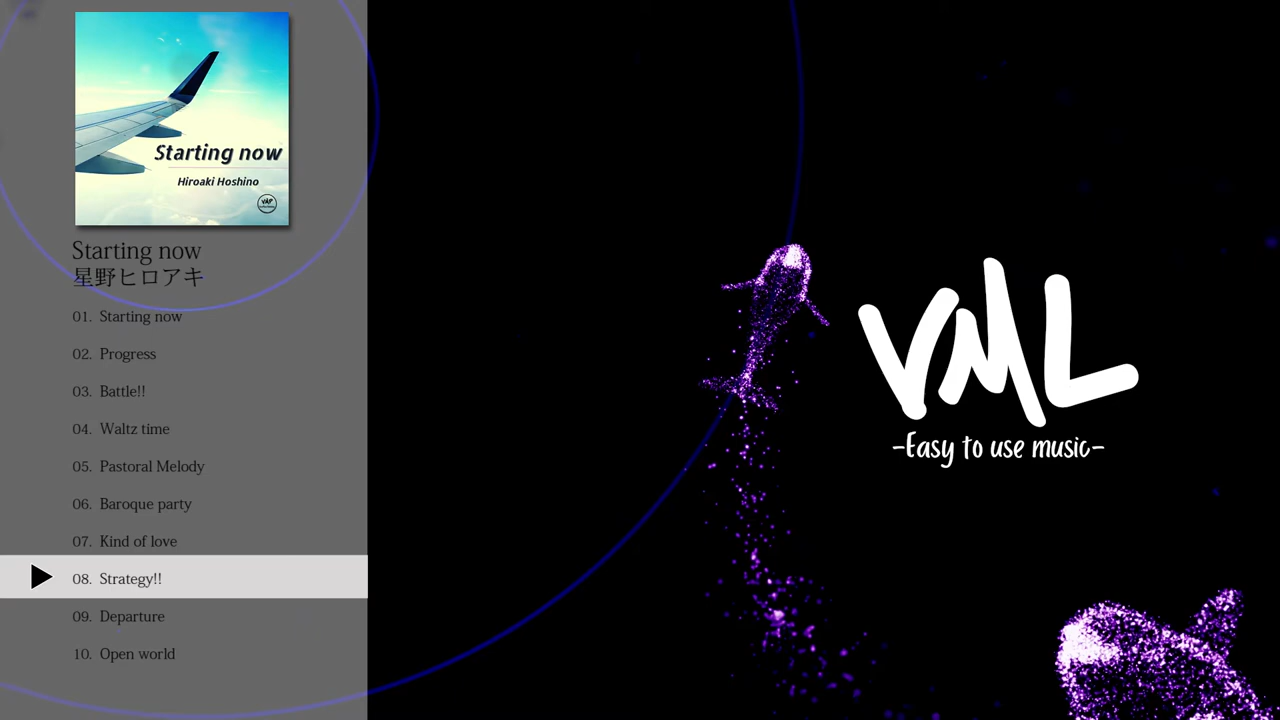 Starting now
Hiroaki Hoshino
VAP
Starting now
星野ヒロアキ
01. Starting now
02. Progress
03. Battle!!
04. Waltz time
05. Pastoral Melody
06. Baroque party
07. Kind of love
08. Strategy!!
09. Departure
10. Open world
VML
-Easy to use music-